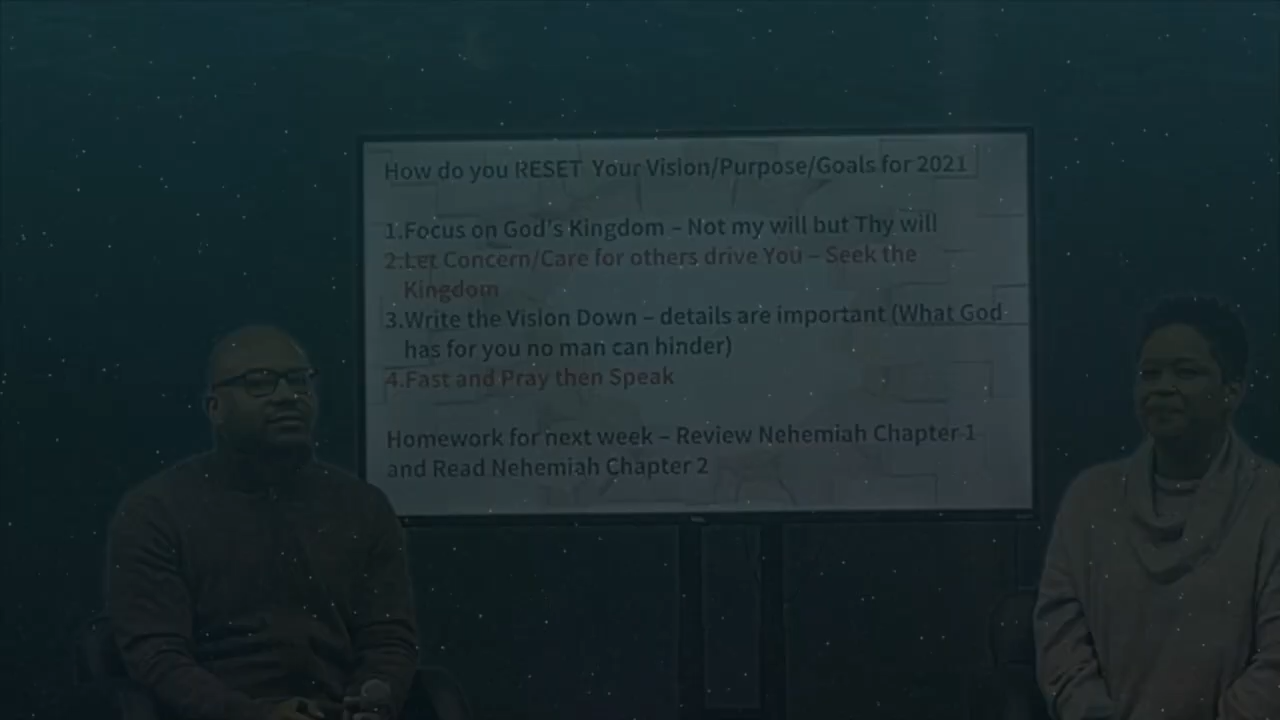 How do you RESET Your Vision/Purpose/Goals for 2021
1.Focus on God's Kingdom – Not my will but Thy will
2.Let Concern/Care for others drive You – Seek the
Kingdom
3.Write the Vision Down – details are important (What God
has for you no man can hinder)
4.Fast and Pray then Speak
Homework for next week – Review Nehemiah Chapter 1
and Read Nehemiah Chapter 2